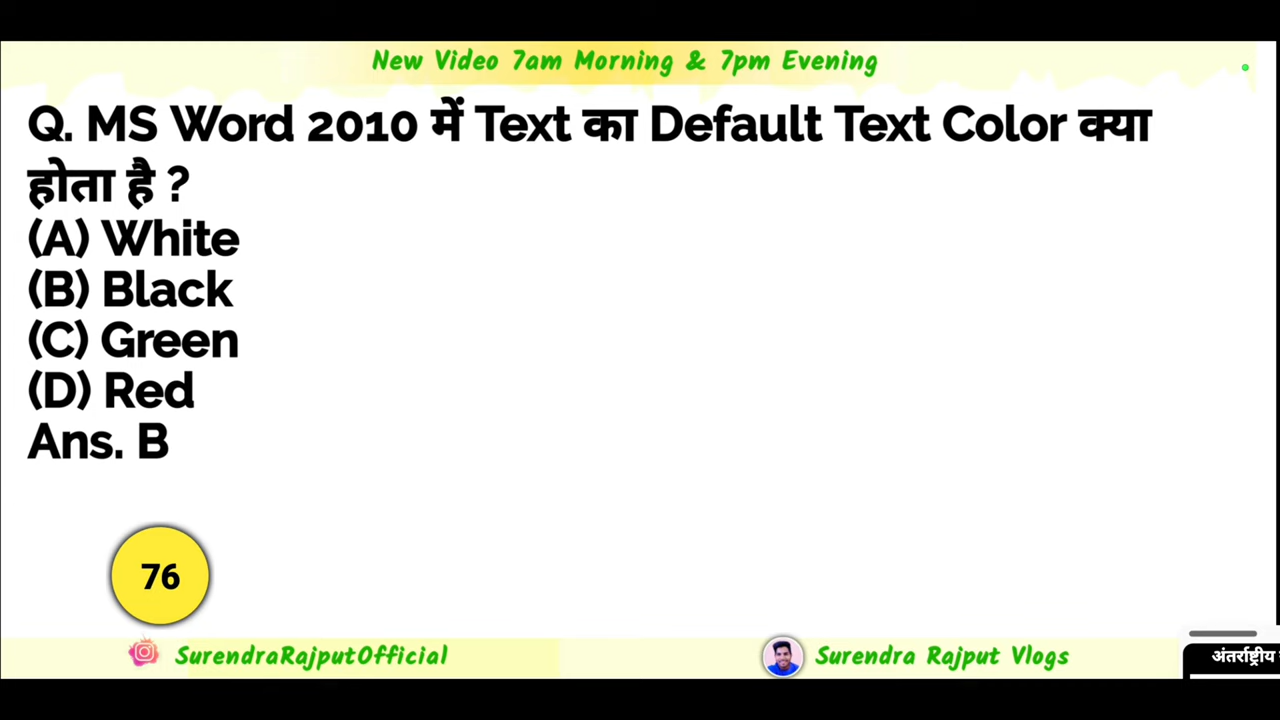 New Video 7am Morning & 7pm Evening
Q. MS Word 2010 में Text का Default Text Color क्या
होता है ?
(A) White
(B) Black
(C) Green
(D) Red
Ans. B
76
SurendraRajputOfficial
Surendra Rajput Vlogs
अंतर्राष्ट्रीय